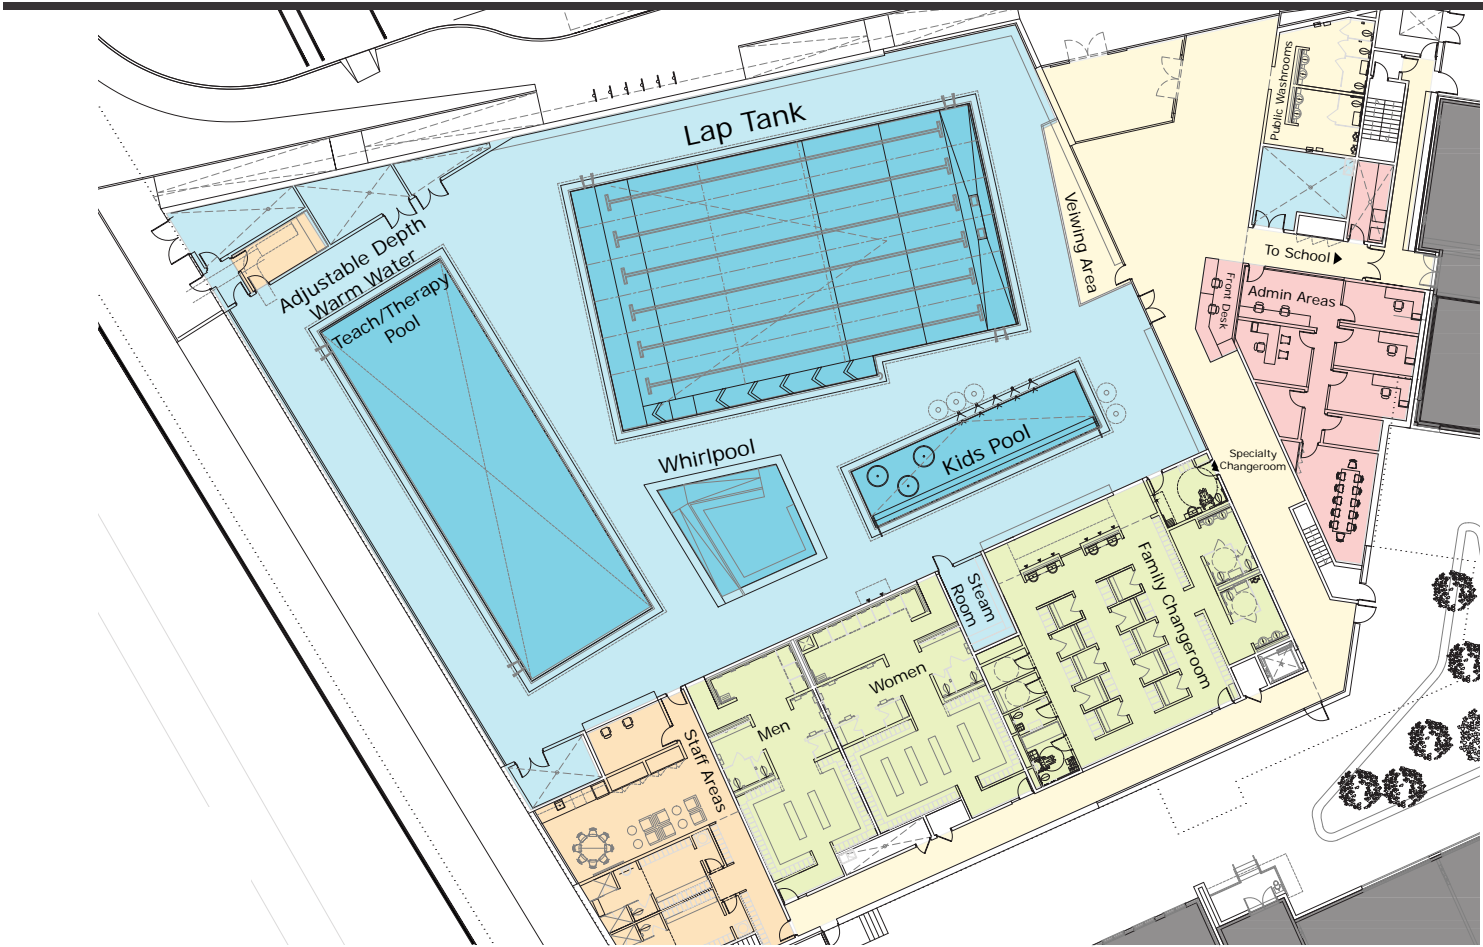 Lap Tank
Public Washrooms
Veiwing Area
To School
Adjustable Depth
Warm Water
Teach/Therapy
Pool
Front Desk
Admin Areas
Whirlpool
Kids Pool
Specialty
Changeroom
Steam
Room
Family Changeroom
Women
Men
Staff Areas